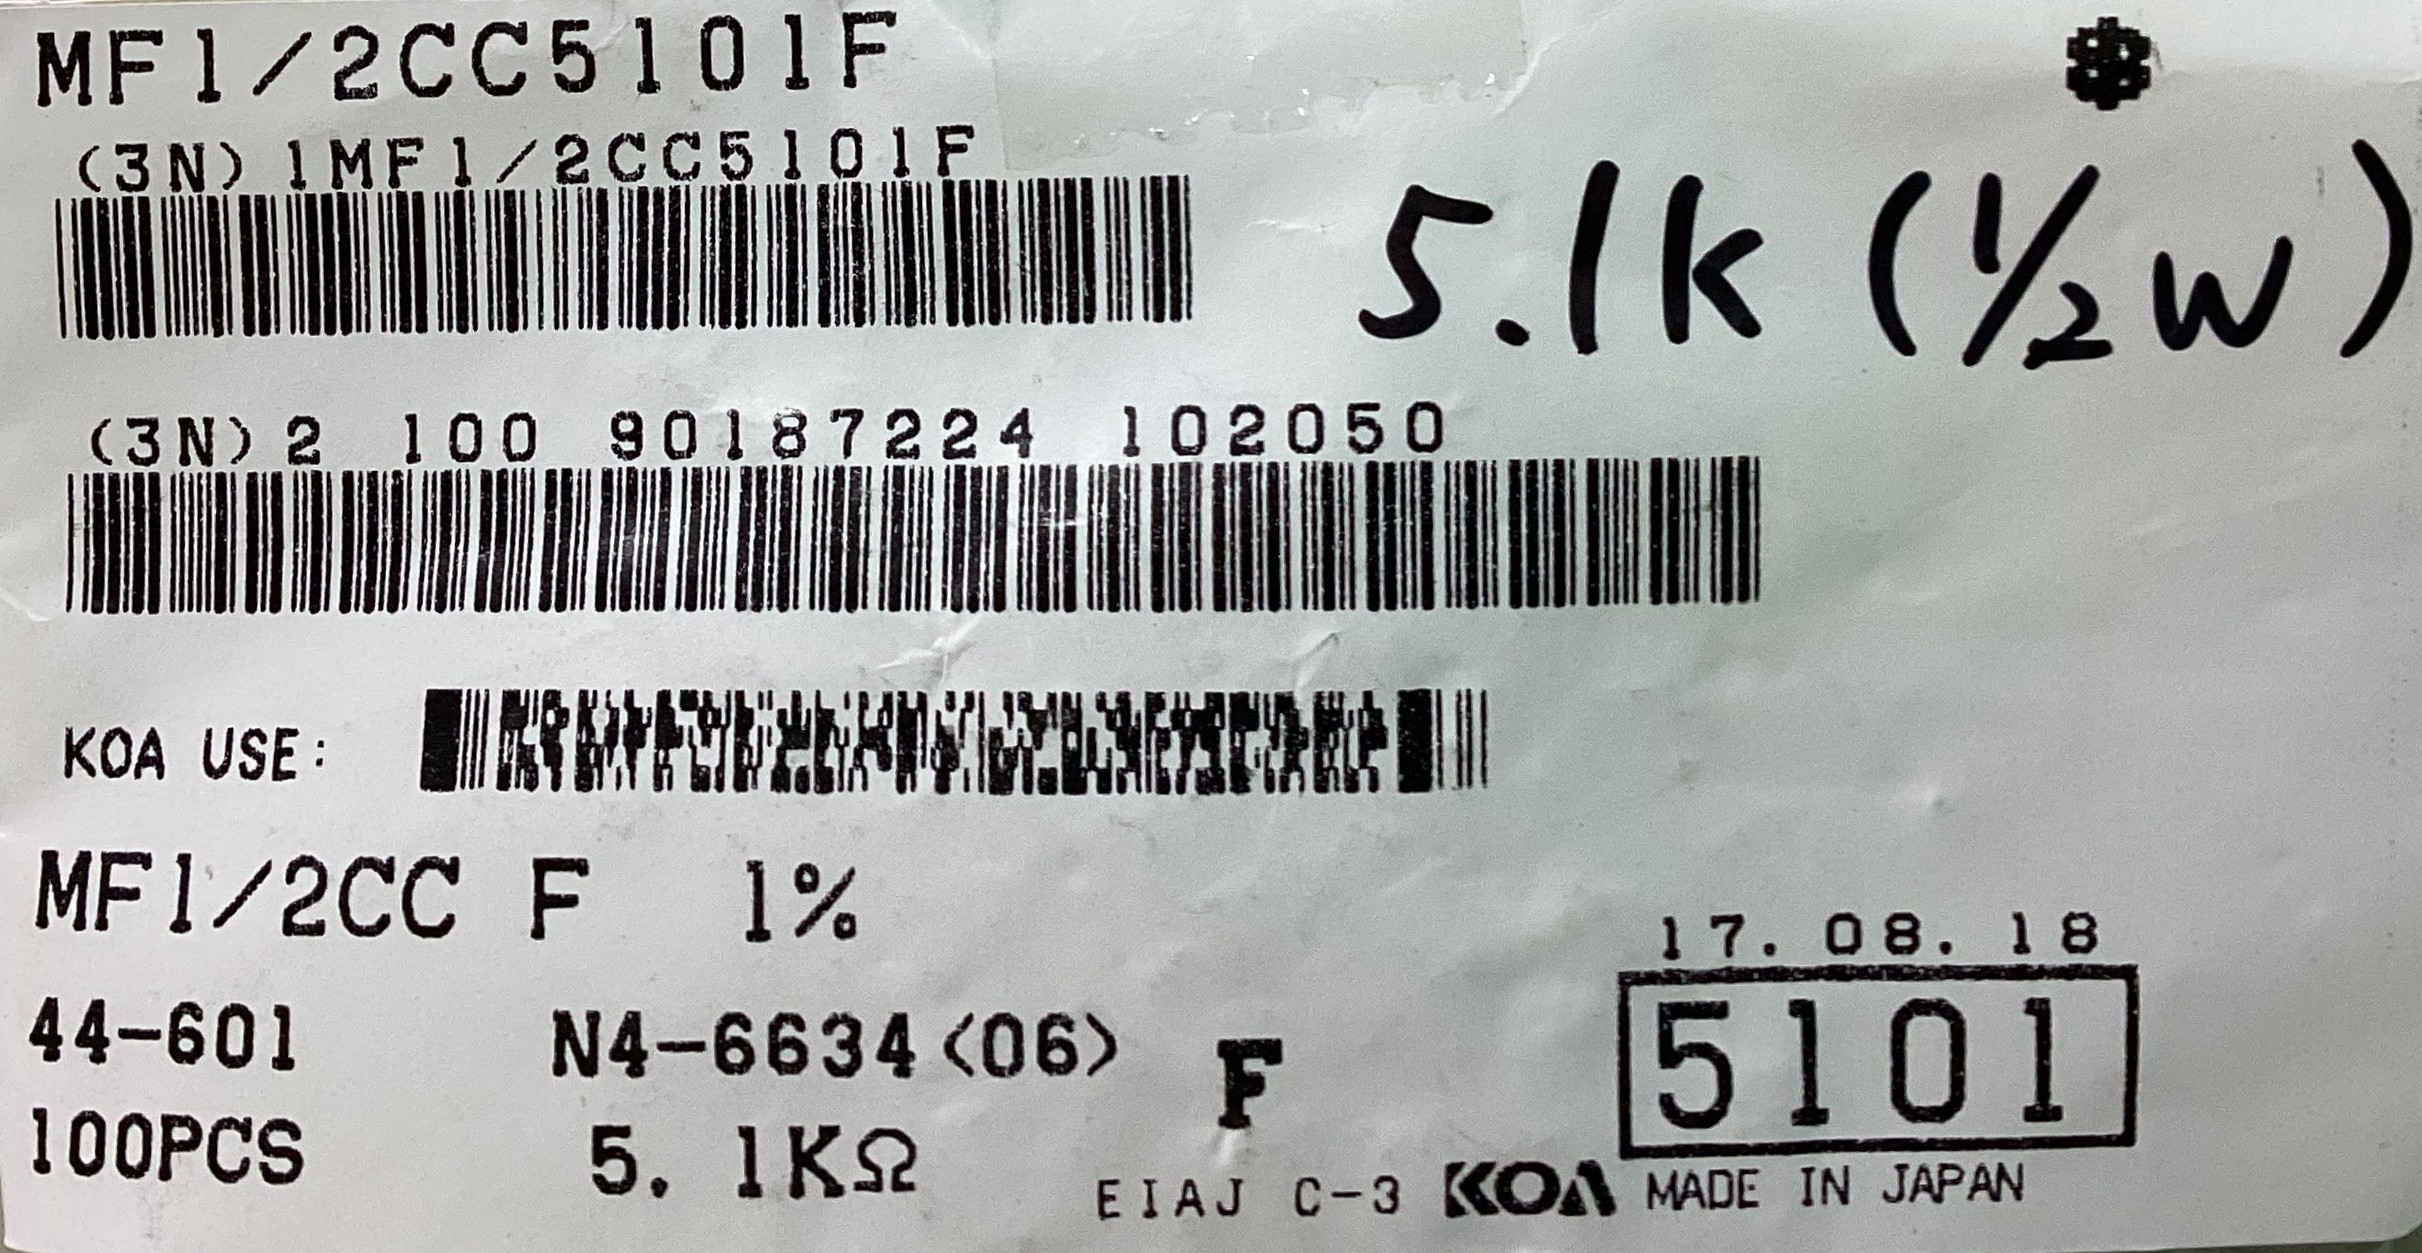 MF1/2CC5101F
(3N)1MF1/2CC5101F
5.1k (1/2W)
(3N)2 100 90187224 102050
KOA USE:
MF1/2CC F 1%
17.08.18
44-601 N4-6634<06> F 5101
100PCS 5.1KΩ
EIAJ C-3 KOA MADE IN JAPAN